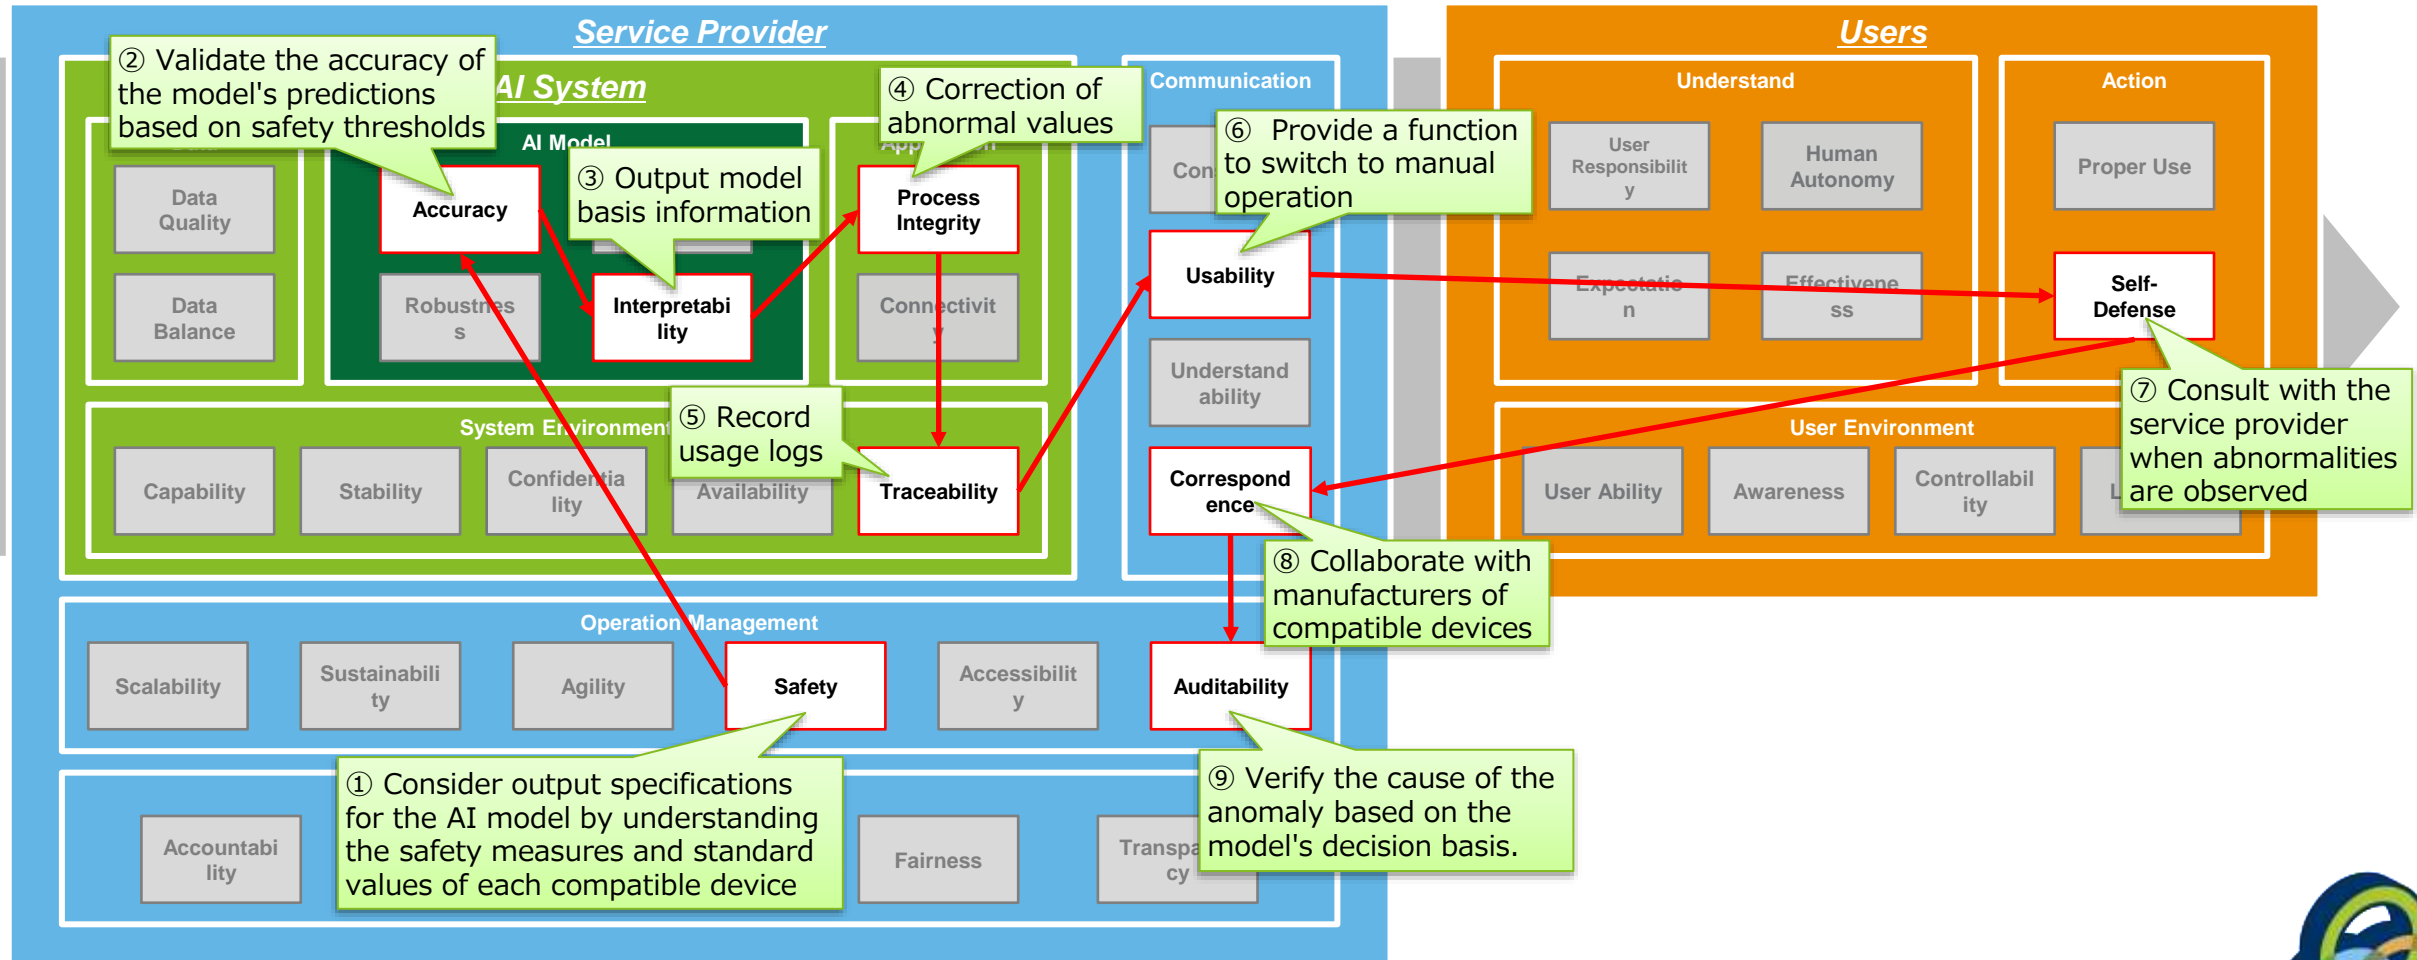 Service Provider
Users
② Validate the accuracy of
the model's predictions
based on safety thresholds
AI System
④ Correction of
abnormal values
Communication
⑥ Provide a function
to switch to manual
operation
Understand
Action
AI Model
③ Output model
basis information
Data
Quality
Data
Balance
Accuracy
Robustnes
s
Interpretabi
lity
Process
Integrity
Connectivit
y
Usability
Understand
ability
Correspond
ence
User
Responsibilit
y
Human
Autonomy
Expectatio
n
Effectivene
ss
Proper Use
Self-
Defense
⑦ Consult with the
service provider
when abnormalities
are observed
System Environment
⑤ Record
usage logs
Capability
Stability
Confidentia
lity
Availability
Traceability
User Environment
User Ability
Awareness
Controllabil
ity
⑧ Collaborate with
manufacturers of
compatible devices
Operation Management
Scalability
Sustainabili
ty
Agility
Safety
Accessibilit
y
Auditability
① Consider output specifications
for the AI model by understanding
the safety measures and standard
values of each compatible device
⑨ Verify the cause of the
anomaly based on the
model's decision basis.
Accountabi
lity
Fairness
Transpa
cy